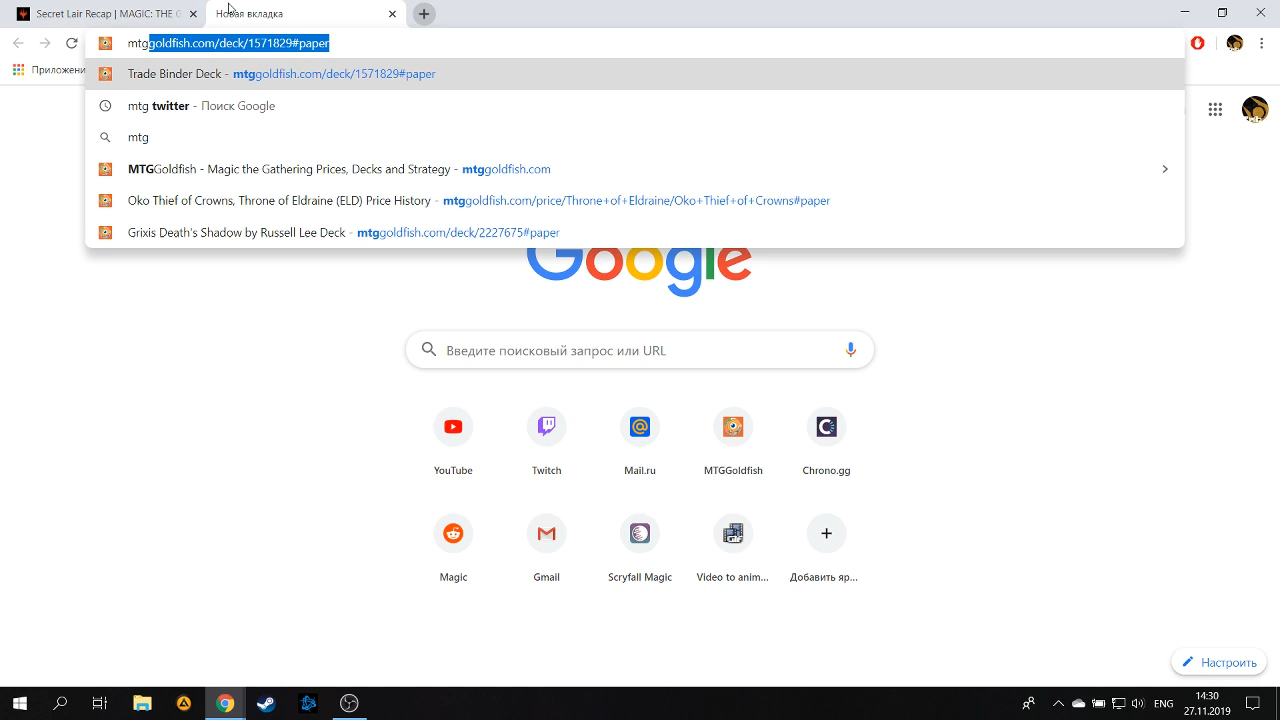 Secret Lair Recap | MAGIC: THE G
Новая вкладка
mtggoldfish.com/deck/1571829#paper
Приложени
Trade Binder Deck - mtggoldfish.com/deck/1571829#paper
mtg twitter - Поиск Google
mtg
MTGGoldfish - Magic the Gathering Prices, Decks and Strategy - mtggoldfish.com
Oko Thief of Crowns, Throne of Eldraine (ELD) Price History - mtggoldfish.com/price/Throne+of+Eldraine/Oko+Thief+of+Crowns#paper
Grixis Death's Shadow by Russell Lee Deck - mtggoldfish.com/deck/2227675#paper
Google
Введите поисковый запрос или URL
YouTube
Twitch
Mail.ru
MTGGoldfish
Chrono.gg
Magic
Gmail
Scryfall Magic
Video to anim...
Добавить яр...
Настроить
ENG
14:30
27.11.2019